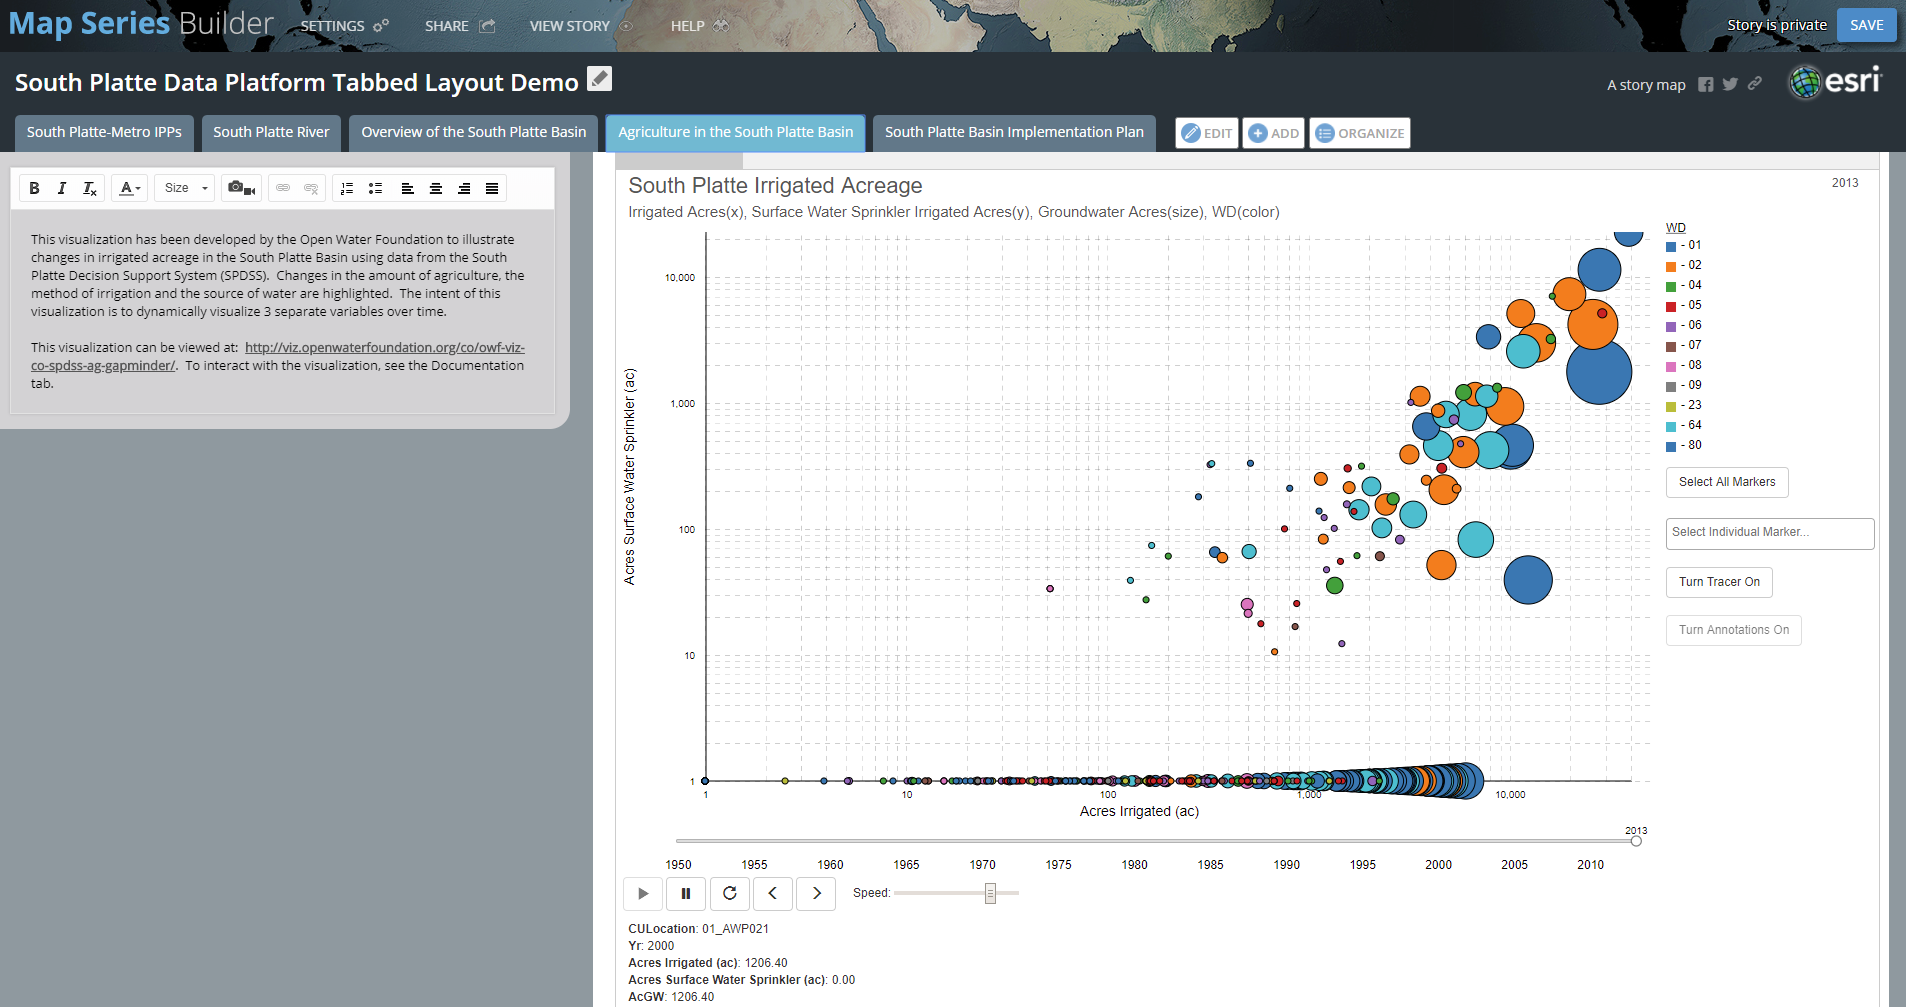 Map Series Builder SETTINGS SHARE VIEW STORY HELP Story is private SAVE
South Platte Data Platform Tabbed Layout Demo A story map esri
South Platte-Metro IPPs South Platte River Overview of the South Platte Basin Agriculture in the South Platte Basin South Platte Basin Implementation Plan EDIT ADD ORGANIZE
B I Tx A Size
This visualization has been developed by the Open Water Foundation to illustrate
changes in irrigated acreage in the South Platte Basin using data from the South
Platte Decision Support System (SPDSS). Changes in the amount of agriculture, the
method of irrigation and the source of water are highlighted. The intent of this
visualization is to dynamically visualize 3 separate variables over time.
This visualization can be viewed at: http://viz.openwaterfoundation.org/co/owf-viz-
co-spdss-ag-gapminder/. To interact with the visualization, see the Documentation
tab.
South Platte Irrigated Acreage
2013
Irrigated Acres(x), Surface Water Sprinkler Irrigated Acres(y), Groundwater Acres(size), WD(color)
Acres Surface Water Sprinkler (ac)
10,000
1,000
100
10
1
1 10 100 1,000 10,000
Acres Irrigated (ac)
WD
- 01
- 02
- 04
- 05
- 06
- 07
- 08
- 09
- 23
- 64
- 80
Select All Markers
Select Individual Marker...
Turn Tracer On
Turn Annotations On
2013
1950 1955 1960 1965 1970 1975 1980 1985 1990 1995 2000 2005 2010
Speed:
CULocation: 01_AWP021
Yr: 2000
Acres Irrigated (ac): 1206.40
Acres Surface Water Sprinkler (ac): 0.00
AcGW: 1206.40